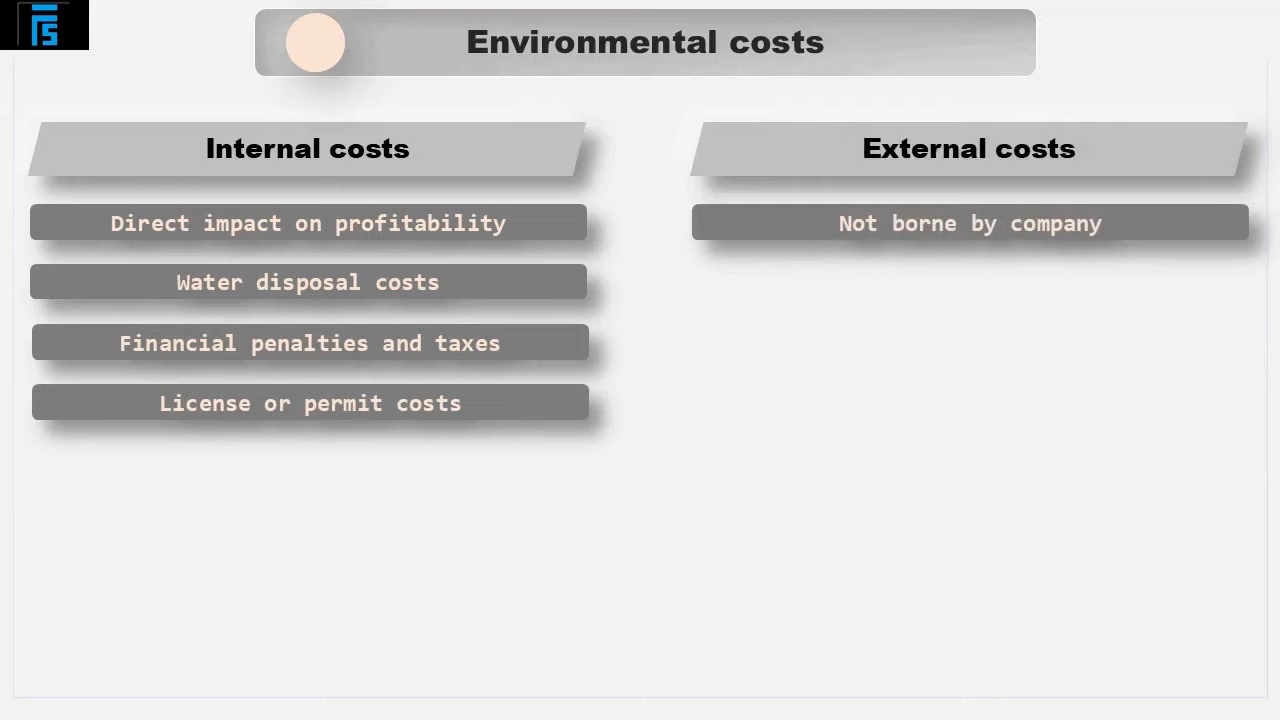 Environmental costs
Internal costs
Direct impact on profitability
Water disposal costs
Financial penalties and taxes
License or permit costs
External costs
Not borne by company